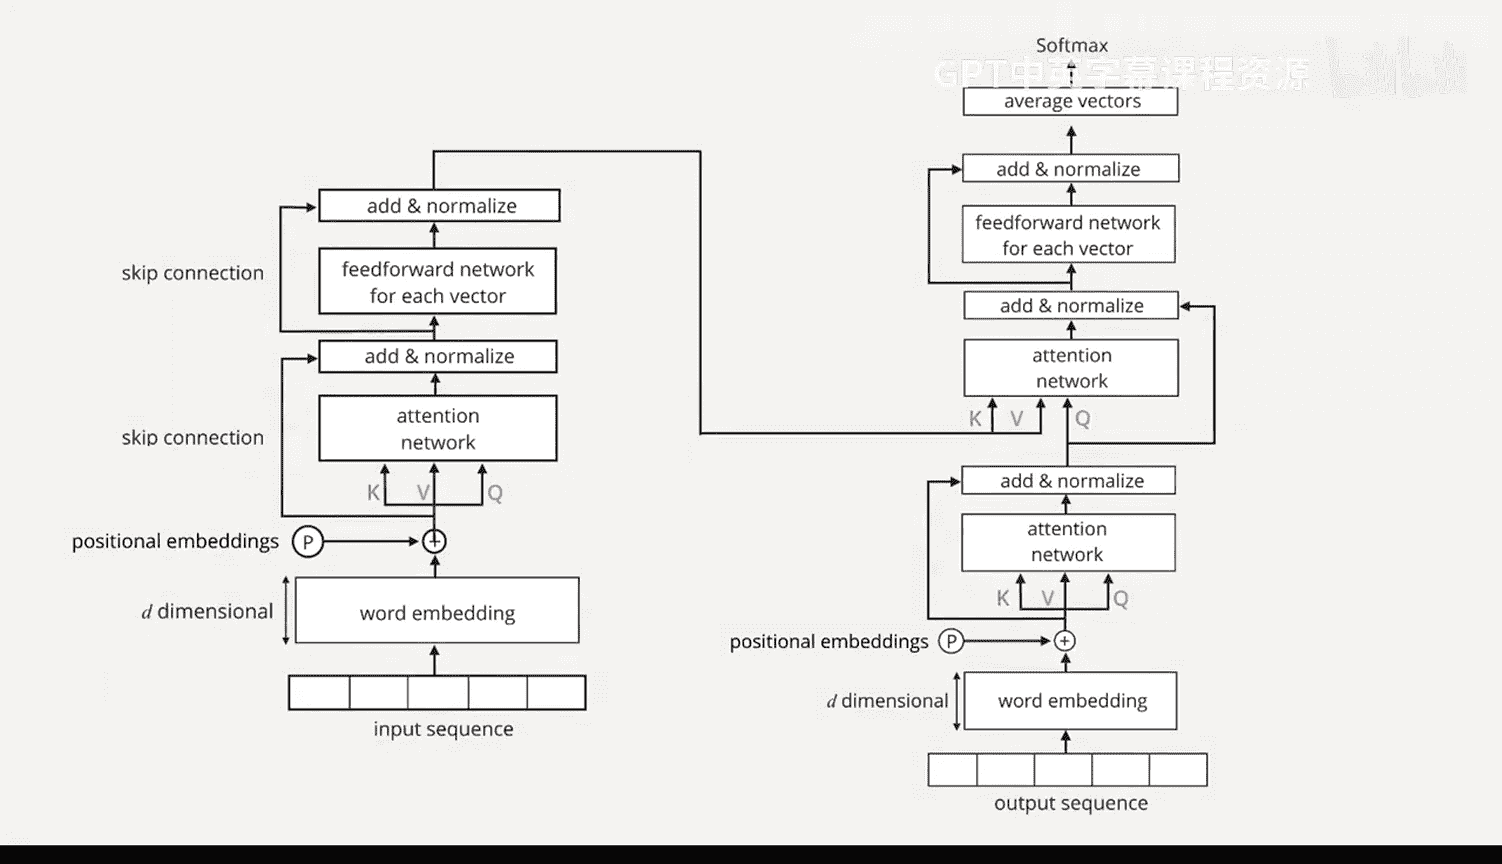 add & normalize
skip connection
feedforward network
for each vector
add & normalize
skip connection
attention
network
K
V
Q
positional embeddings
P
+
d dimensional
word embedding
input sequence
Softmax
GPT中英字幕课程资源
average vectors
add & normalize
feedforward network
for each vector
add & normalize
attention
network
K
V
Q
add & normalize
attention
network
K
V
Q
positional embeddings
P
+
d dimensional
word embedding
output sequence